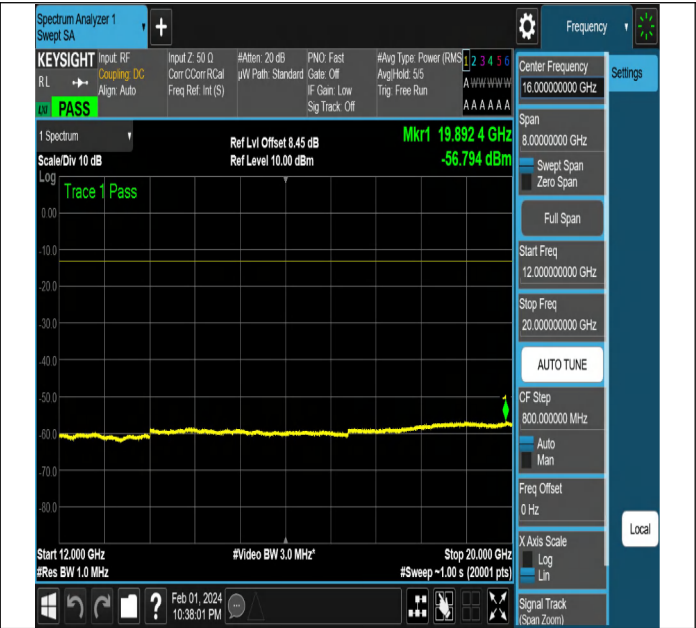 Spectrum Analyzer 1
Swept SA
+
Frequency
KEYSIGHT
RL
PASS
Input: RF
Coupling: DC
Align: Auto
Input Z: 50 Ω
Corr CCorr RCal
Freq Ref: Int (S)
#Atten: 20 dB
µW Path: Standard
PNO: Fast
Gate: Off
IF Gain: Low
Sig Track: Off
#Avg Type: Power (RMS
Avg|Hold: 5/5
Trig: Free Run
1 2 3 4 5 6
A W W W W W
A A A A A A
1 Spectrum
Scale/Div 10 dB
Ref Lvl Offset 8.45 dB
Ref Level 10.00 dBm
Mkr1 19.892 4 GHz
-56.794 dBm
Log
Trace 1 Pass
0.00
-10.0
-20.0
-30.0
-40.0
-50.0
-60.0
-70.0
-80.0
1
Start 12.000 GHz
#Res BW 1.0 MHz
#Video BW 3.0 MHz*
Stop 20.000 GHz
#Sweep ~1.00 s (20001 pts)
Feb 01, 2024
10:38:01 PM
?
Center Frequency
16.000000000 GHz
Settings
Span
8.00000000 GHz
Swept Span
Zero Span
Full Span
Start Freq
12.000000000 GHz
Stop Freq
20.000000000 GHz
AUTO TUNE
CF Step
800.000000 MHz
Auto
Man
Freq Offset
0 Hz
X Axis Scale
Log
Lin
Local
Signal Track
(Span Zoom)